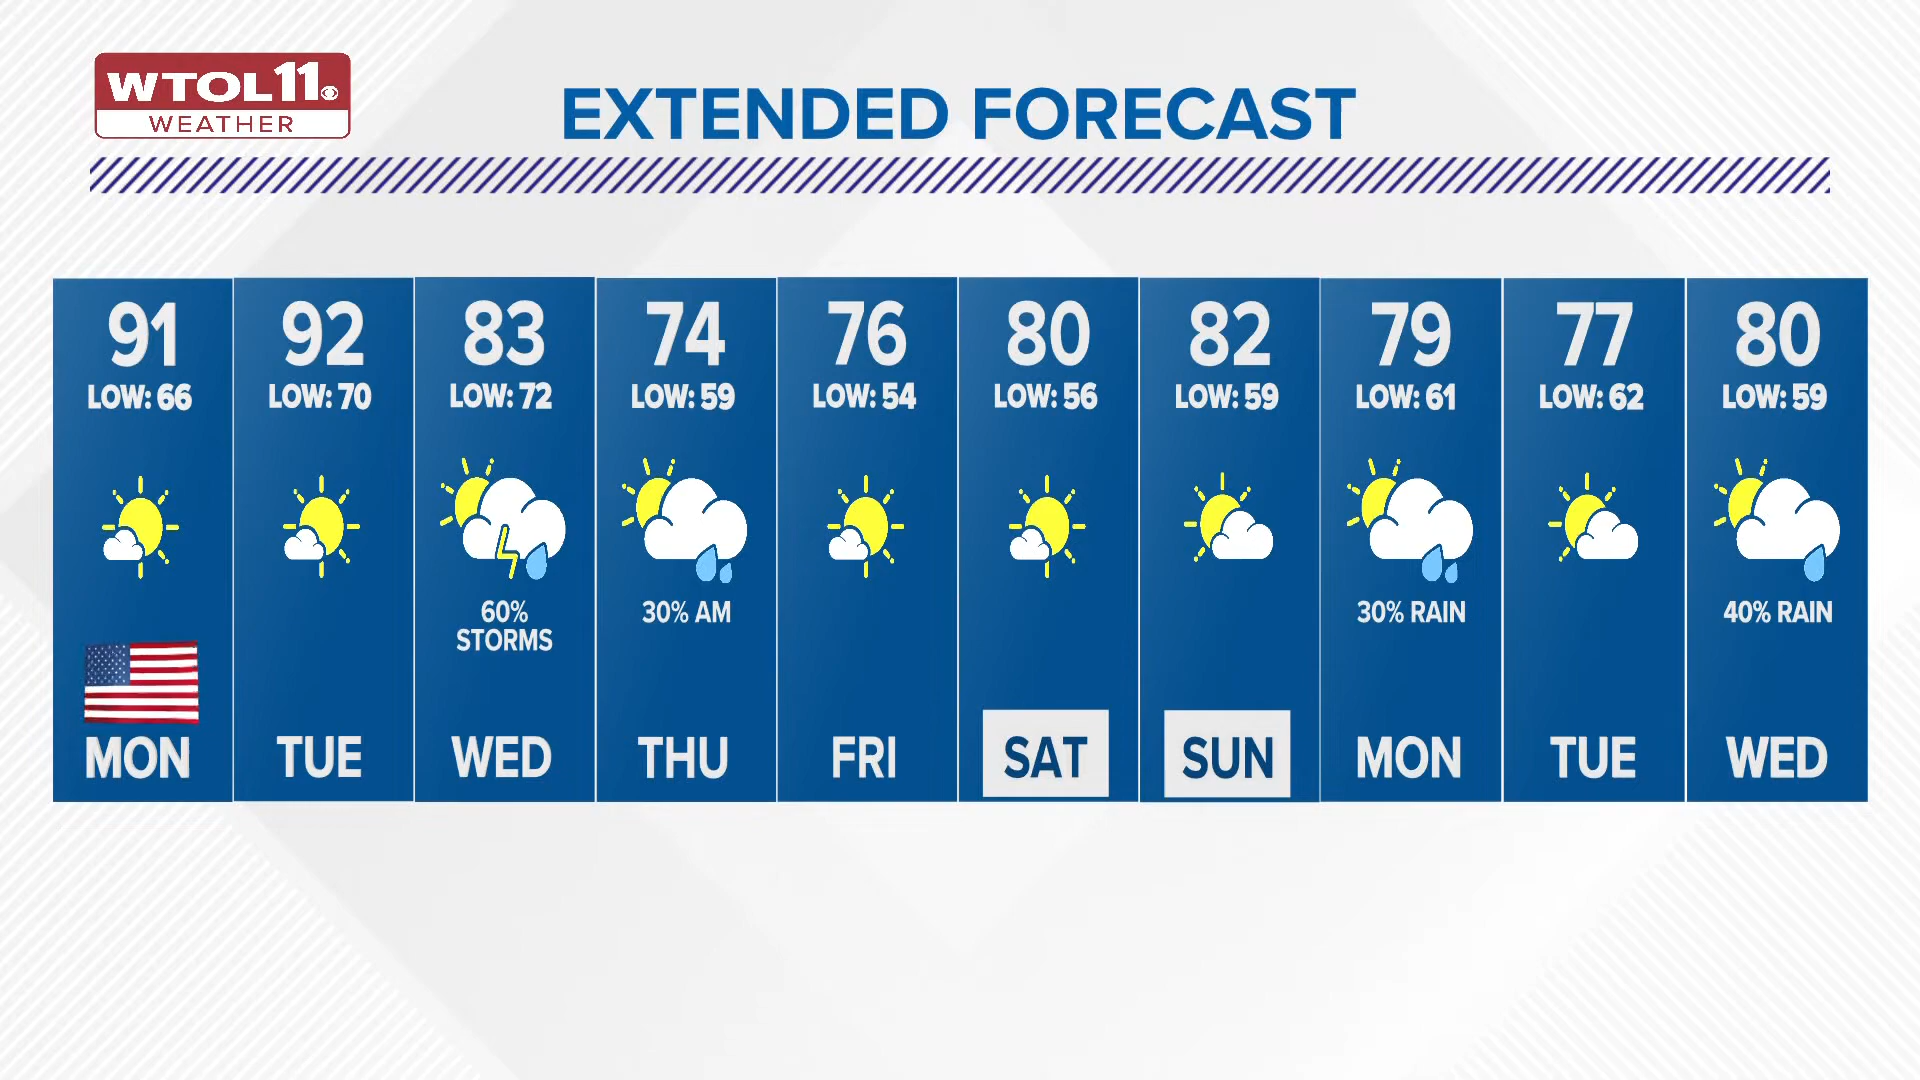 WTOL 11
WEATHER
EXTENDED FORECAST
91
LOW: 66
MON
92
LOW: 70
TUE
83
LOW: 72
60%
STORMS
WED
74
LOW: 59
30% AM
THU
76
LOW: 54
FRI
80
LOW: 56
SAT
82
LOW: 59
SUN
79
LOW: 61
30% RAIN
MON
77
LOW: 62
TUE
80
LOW: 59
40% RAIN
WED